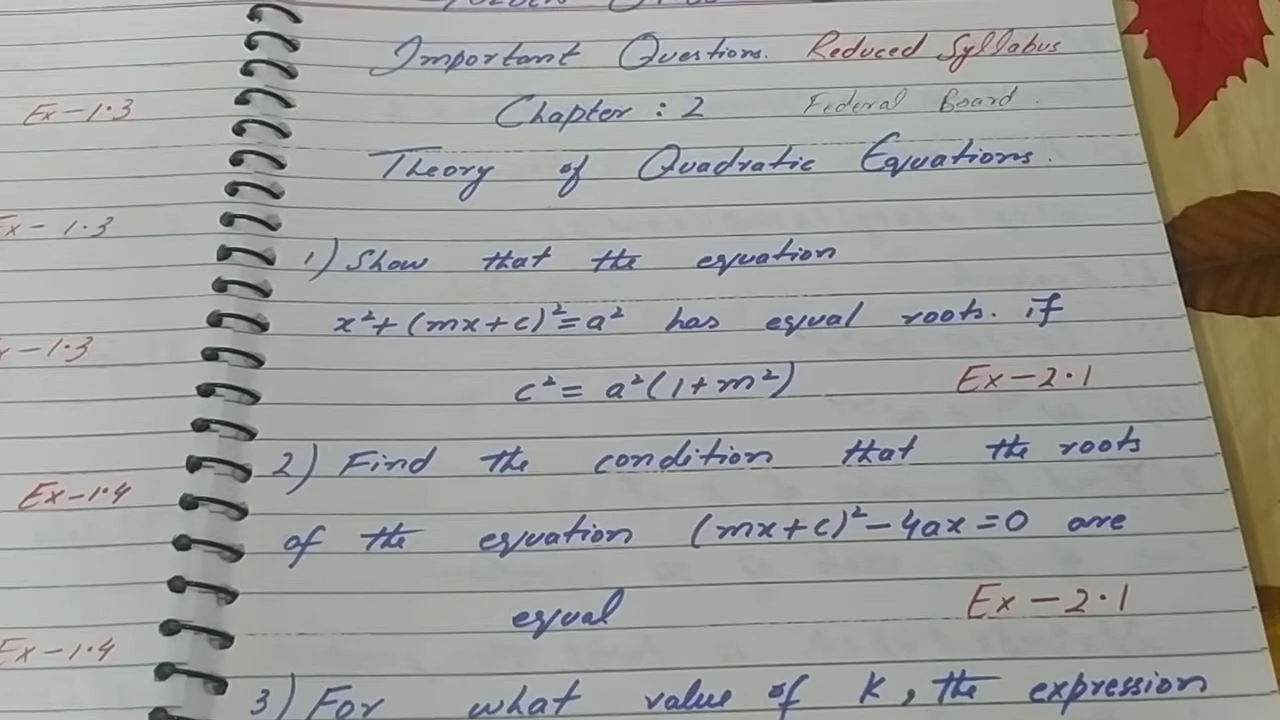 Important Questions. Reduced Syllabus
Chapter : 2 Federal Board.
Theory of Quadratic Equations.
1) Show that the equation
x²+(mx+c)²=a² has equal roots. if
c²= a²(1+m²) Ex-2.1
2) Find the condition that the roots
of the equation (mx+c)²-4ax=0 are
equal Ex-2.1
3) For what value of K, the expression
Ex-1.3
Ex-1.3
-1.3
Ex-1.4
Ex-1.4